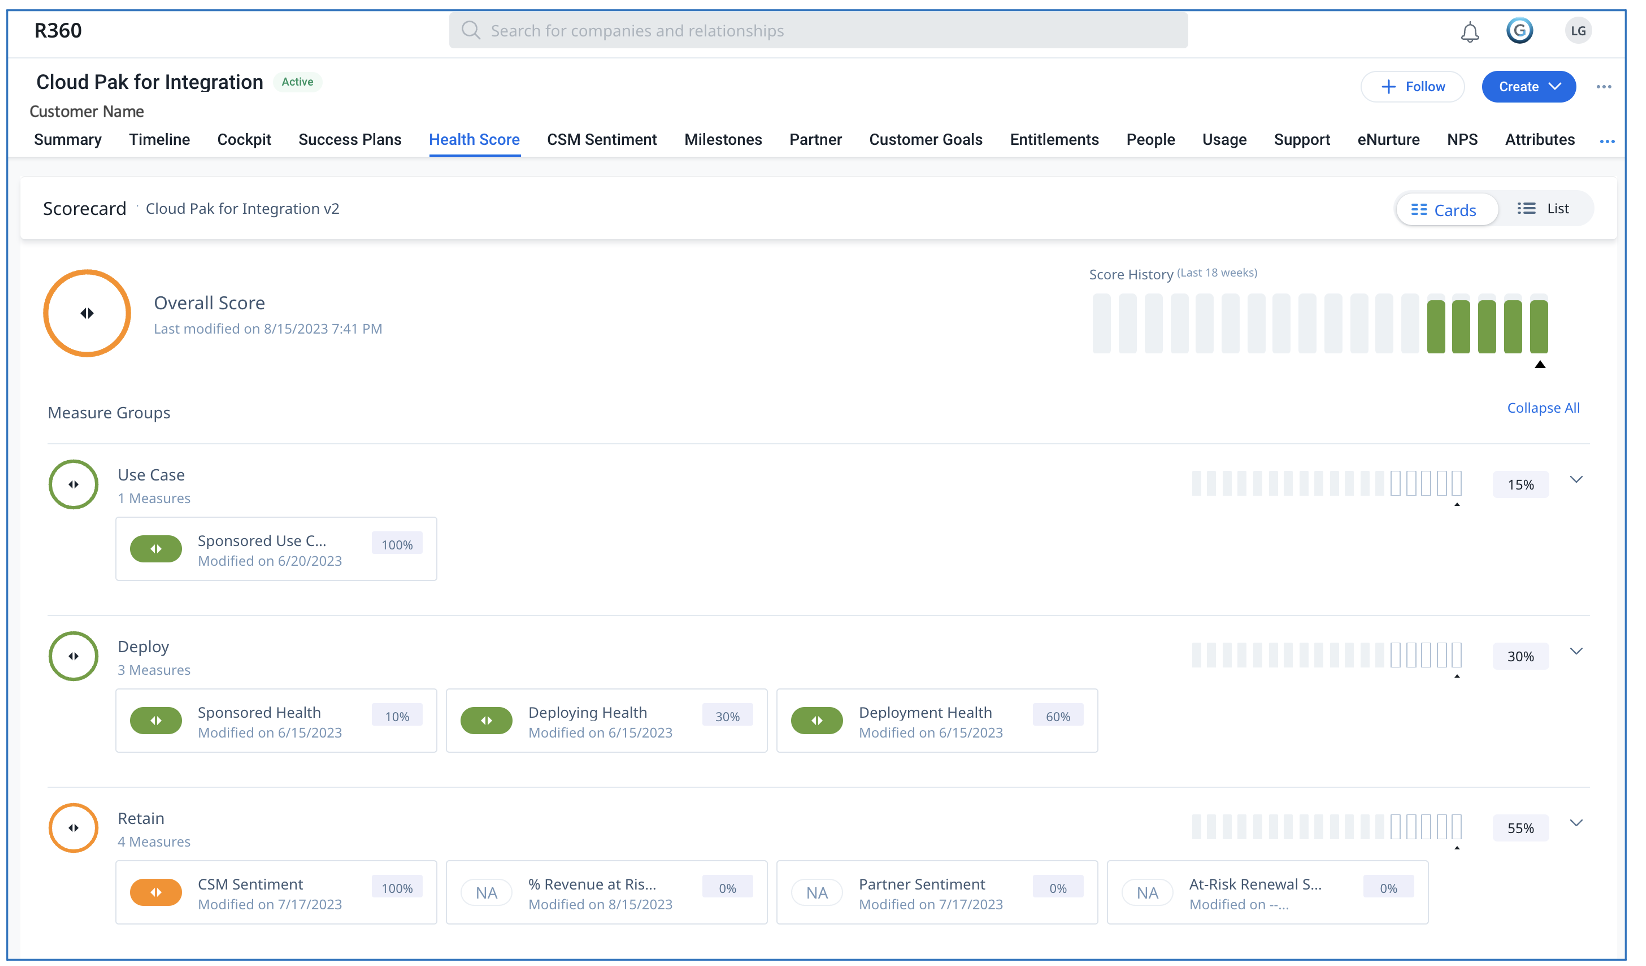 R360
Search for companies and relationships
G
LG
Cloud Pak for Integration
Active
Follow
Create
Customer Name
Summary Timeline Cockpit Success Plans Health Score CSM Sentiment Milestones Partner Customer Goals Entitlements People Usage Support eNurture NPS Attributes
Scorecard · Cloud Pak for Integration v2
Cards
List
Overall Score
Last modified on 8/15/2023 7:41 PM
Score History (Last 18 weeks)
Measure Groups
Collapse All
Use Case
1 Measures
15%
Sponsored Use C...
100%
Modified on 6/20/2023
Deploy
3 Measures
30%
Sponsored Health
10%
Modified on 6/15/2023
Deploying Health
30%
Modified on 6/15/2023
Deployment Health
60%
Modified on 6/15/2023
Retain
4 Measures
55%
CSM Sentiment
100%
Modified on 7/17/2023
NA
% Revenue at Ris...
0%
Modified on 8/15/2023
NA
Partner Sentiment
0%
Modified on 7/17/2023
NA
At-Risk Renewal S...
0%
Modified on --...